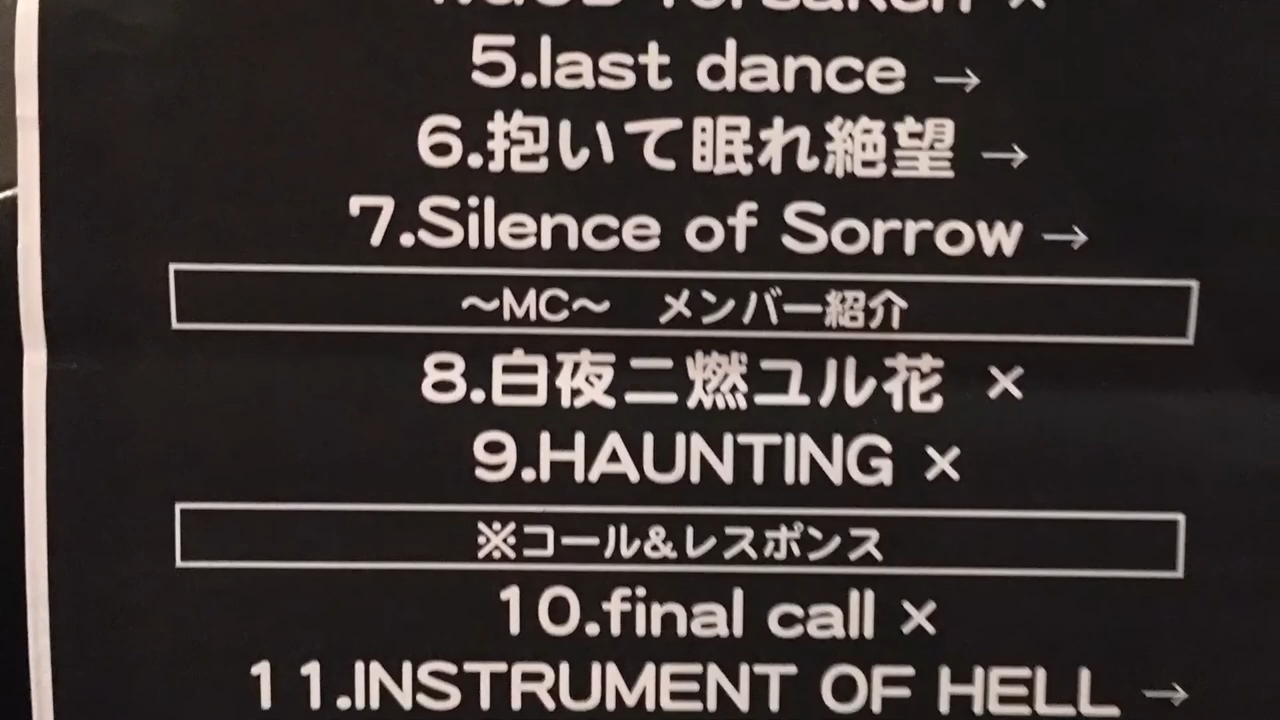 5.last dance →
6.抱いて眠れ絶望 →
7.Silence of Sorrow →
～MC～　メンバー紹介
8.白夜ニ燃ユル花 ×
9.HAUNTING ×
※コール&レスポンス
10.final call ×
11.INSTRUMENT OF HELL →